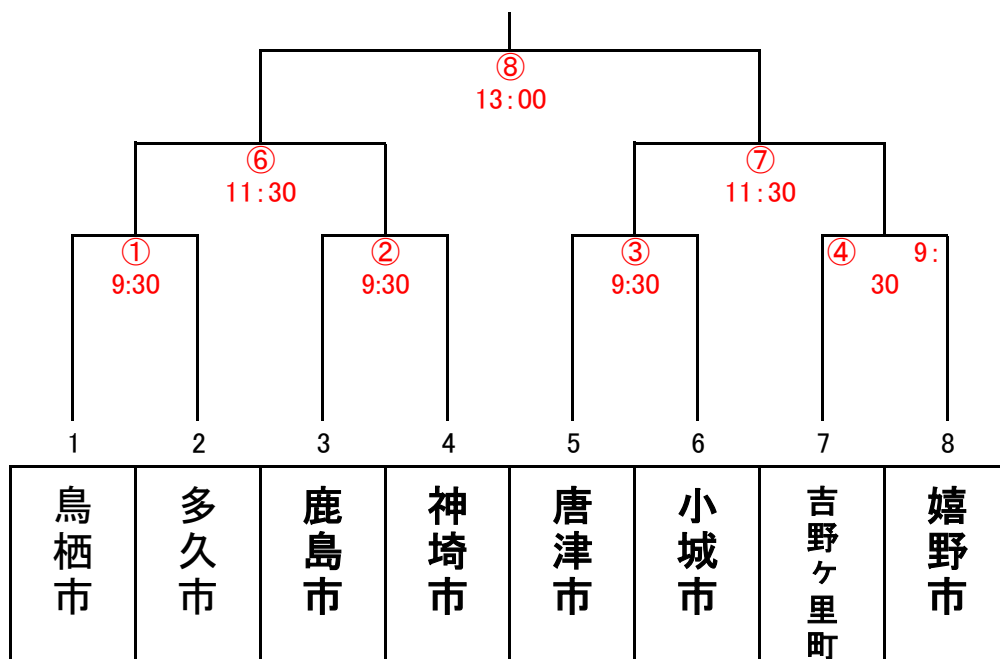 ⑧
13:00
⑥ ⑦
11:30 11:30
① ② ③ ④ 9:
9:30 9:30 9:30 30
1 2 3 4 5 6 7 8
鳥栖市
多久市
鹿島市
神埼市
唐津市
小城市
吉野ヶ里町
嬉野市